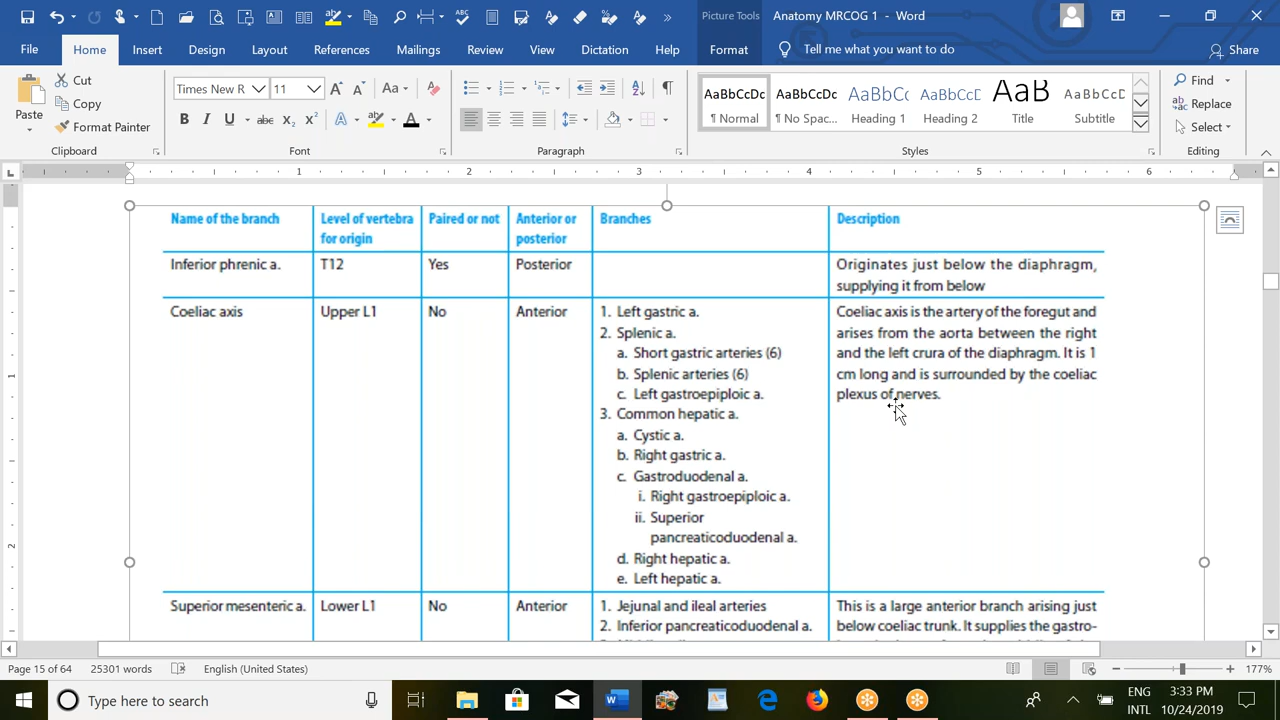 Picture Tools
Anatomy MRCOG 1 - Word
File Home Insert Design Layout References Mailings Review View Dictation Help Format Tell me what you want to do Share
Paste
Cut
Copy
Format Painter
Times New R 11
AaBbCcDc AaBbCcDc AaBbCc AaBbCcD AaB AaBbCcD
¶ Normal ¶ No Spac... Heading 1 Heading 2 Title Subtitle
Find
Replace
Select
Clipboard Font Paragraph Styles Editing
1 2 3 4 5 6
Name of the branch
Level of vertebra
for origin
Paired or not
Anterior or
posterior
Branches
Description
Inferior phrenic a.
T12
Yes
Posterior
Originates just below the diaphragm,
supplying it from below
Coeliac axis
Upper L1
No
Anterior
1. Left gastric a.
2. Splenic a.
a. Short gastric arteries (6)
b. Splenic arteries (6)
c. Left gastroepiploic a.
3. Common hepatic a.
a. Cystic a.
b. Right gastric a.
c. Gastroduodenal a.
i. Right gastroepiploic a.
ii. Superior
pancreaticoduodenal a.
d. Right hepatic a.
e. Left hepatic a.
Coeliac axis is the artery of the foregut and
arises from the aorta between the right
and the left crura of the diaphragm. It is 1
cm long and is surrounded by the coeliac
plexus of nerves.
Superior mesenteric a.
Lower L1
No
Anterior
1. Jejunal and ileal arteries
2. Inferior pancreaticoduodenal a.
This is a large anterior branch arising just
below coeliac trunk. It supplies the gastro-
1
2
Page 15 of 64 25301 words English (United States) 177%
Type here to search
ENG
INTL
3:33 PM
10/24/2019